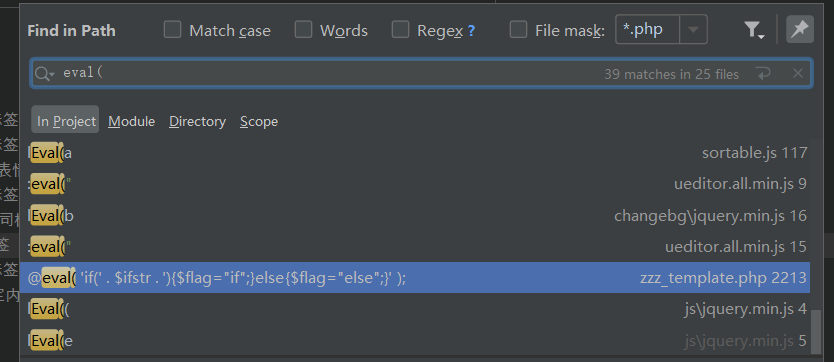 Find in Path Match case Words Regex ? File mask: *.php
eval( 39 matches in 25 files
In Project Module Directory Scope
Eval(a sortable.js 117
:eval(" ueditor.all.min.js 9
Eval(b changebg\jquery.min.js 16
:eval(" ueditor.all.min.js 15
@eval( 'if(' . $ifstr . '){$flag="if";}else{$flag="else";}' ); zzz_template.php 2213
Eval(( js\jquery.min.js 4
Eval(e js\jquery.min.js 5